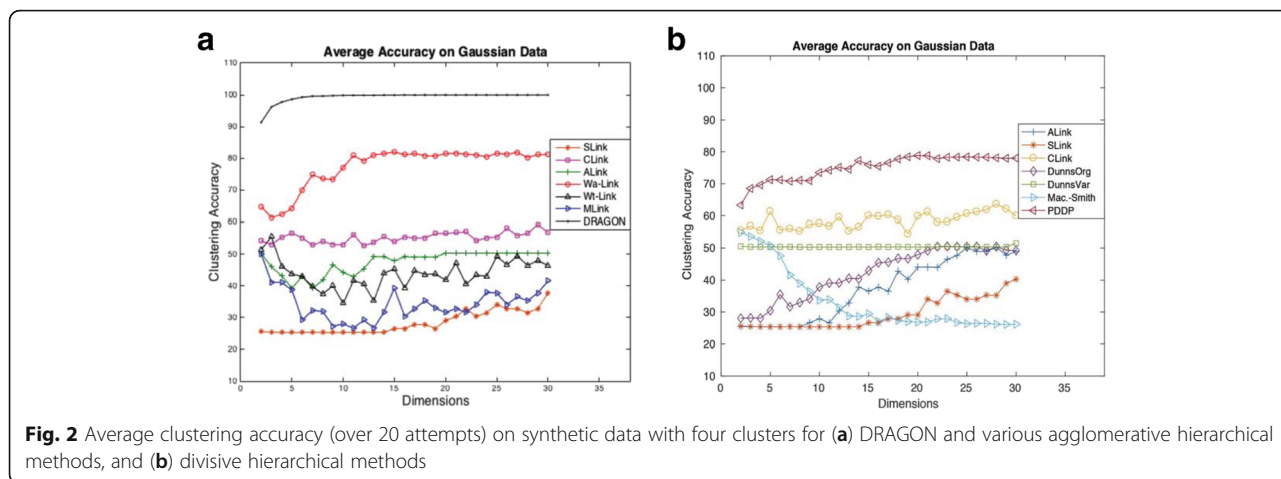 a
Average Accuracy on Gaussian Data
Clustering Accuracy
110
100
90
80
70
60
50
40
30
20
10
0
5
10
15
20
25
30
35
Dimensions
SLink
CLink
ALink
Wa-Link
Wt-Link
MLink
DRAGON
b
Average Accuracy on Gaussian Data
Clustering Accuracy
110
100
90
80
70
60
50
40
30
20
10
0
5
10
15
20
25
30
35
Dimensions
ALink
SLink
CLink
DunnsOrg
DunnsVar
Mac.-Smith
PDDP
Fig. 2 Average clustering accuracy (over 20 attempts) on synthetic data with four clusters for (a) DRAGON and various agglomerative hierarchical
methods, and (b) divisive hierarchical methods